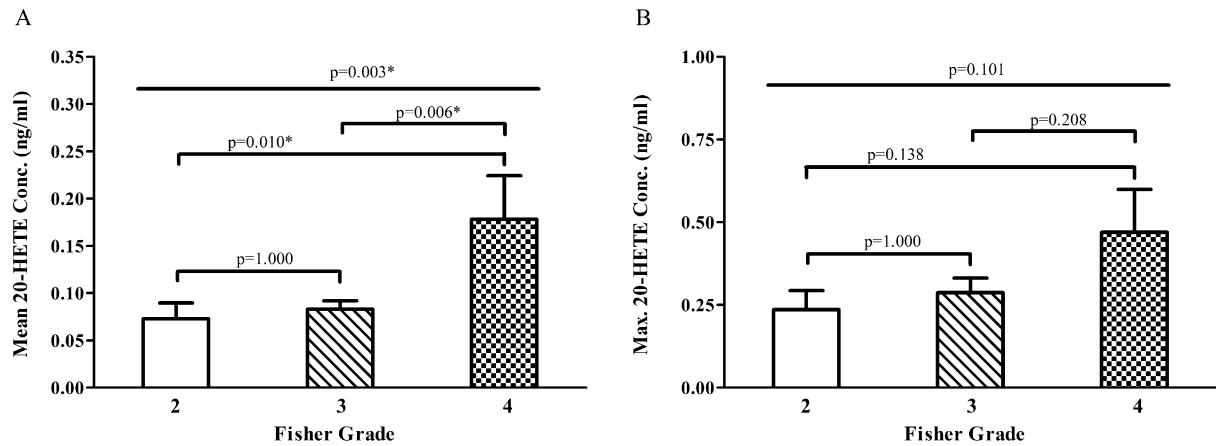 A
Mean 20-HETE Conc. (ng/ml)
0.35
0.30
0.25
0.20
0.15
0.10
0.05
0.00
p=0.003*
p=0.006*
p=0.010*
p=1.000
2 3 4
Fisher Grade
B
Max. 20-HETE Conc. (ng/ml)
1.00
0.75
0.50
0.25
0.00
p=0.101
p=0.208
p=0.138
p=1.000
2 3 4
Fisher Grade